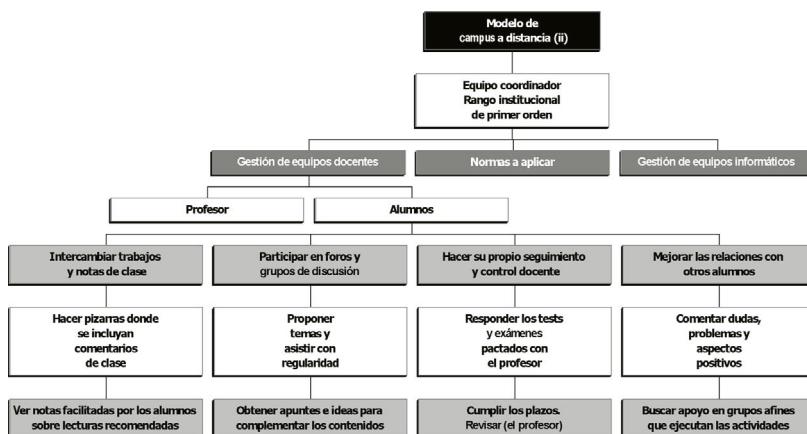 Modelo de
campus a distancia (ii)
Equipo coordinador
Rango institucional
de primer orden
Gestión de equipos docentes
Normas a aplicar
Gestión de equipos informáticos
Profesor
Alumnos
Intercambiar trabajos
y notas de clase
Participar en foros y
grupos de discusión
Hacer su propio seguimiento
y control docente
Mejorar las relaciones con
otros alumnos
Hacer pizarras donde
se incluyan
comentarios
de clase
Proponer
temas y
asistir con
regularidad
Responder los tests
y exámenes
pactados con
el profesor
Comentar dudas,
problemas y
aspectos
positivos
Ver notas facilitadas por los alumnos
sobre lecturas recomendadas
Obtener apuntes e ideas para
complementar los contenidos
Cumplir los plazos.
Revisar (el profesor)
Buscar apoyo en grupos afines
que ejecutan las actividades